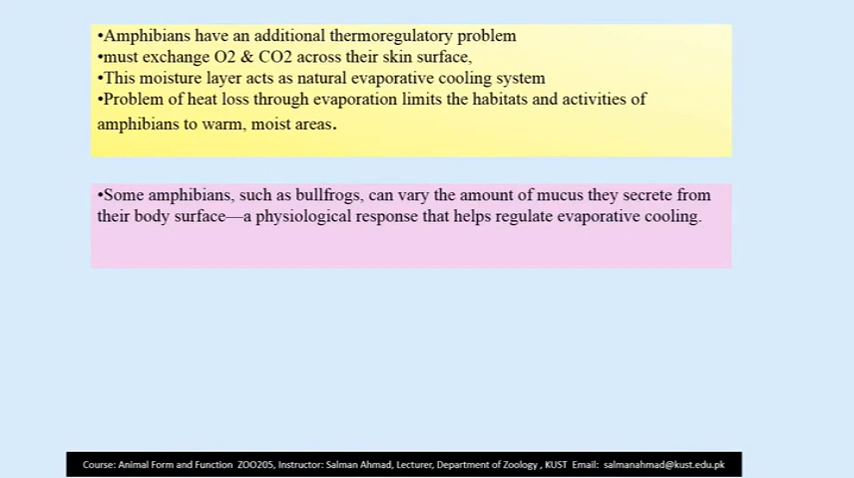 •Amphibians have an additional thermoregulatory problem
•must exchange O2 & CO2 across their skin surface,
•This moisture layer acts as natural evaporative cooling system
•Problem of heat loss through evaporation limits the habitats and activities of
amphibians to warm, moist areas.
•Some amphibians, such as bullfrogs, can vary the amount of mucus they secrete from
their body surface—a physiological response that helps regulate evaporative cooling.
Course: Animal Form and Function ZOO205, Instructor: Salman Ahmad, Lecturer, Department of Zoology , KUST Email: salmanahmad@kust.edu.pk